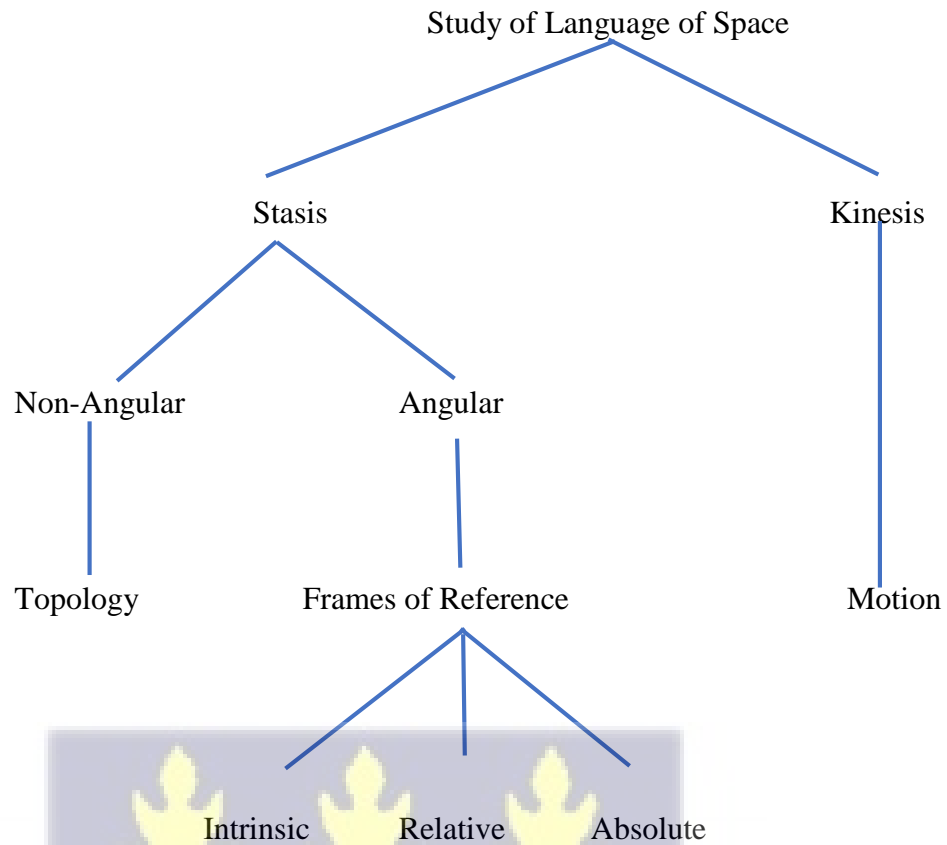 Study of Language of Space
Stasis Kinesis
Non-Angular Angular
Topology Frames of Reference Motion
Intrinsic Relative Absolute